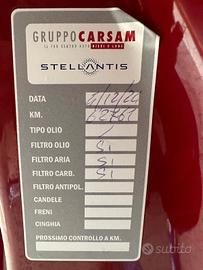 GRUPPOCARSAM
STELLANTIS
DATA
KM.
TIPO OLIO /
FILTRO OLIO SI
FILTRO ARIA SI
FILTRO CARB. SI
FILTRO ANTIPOL.
CANDELE
FRENI
CINGHIA
PROSSIMO CONTROLLO A KM.
subito